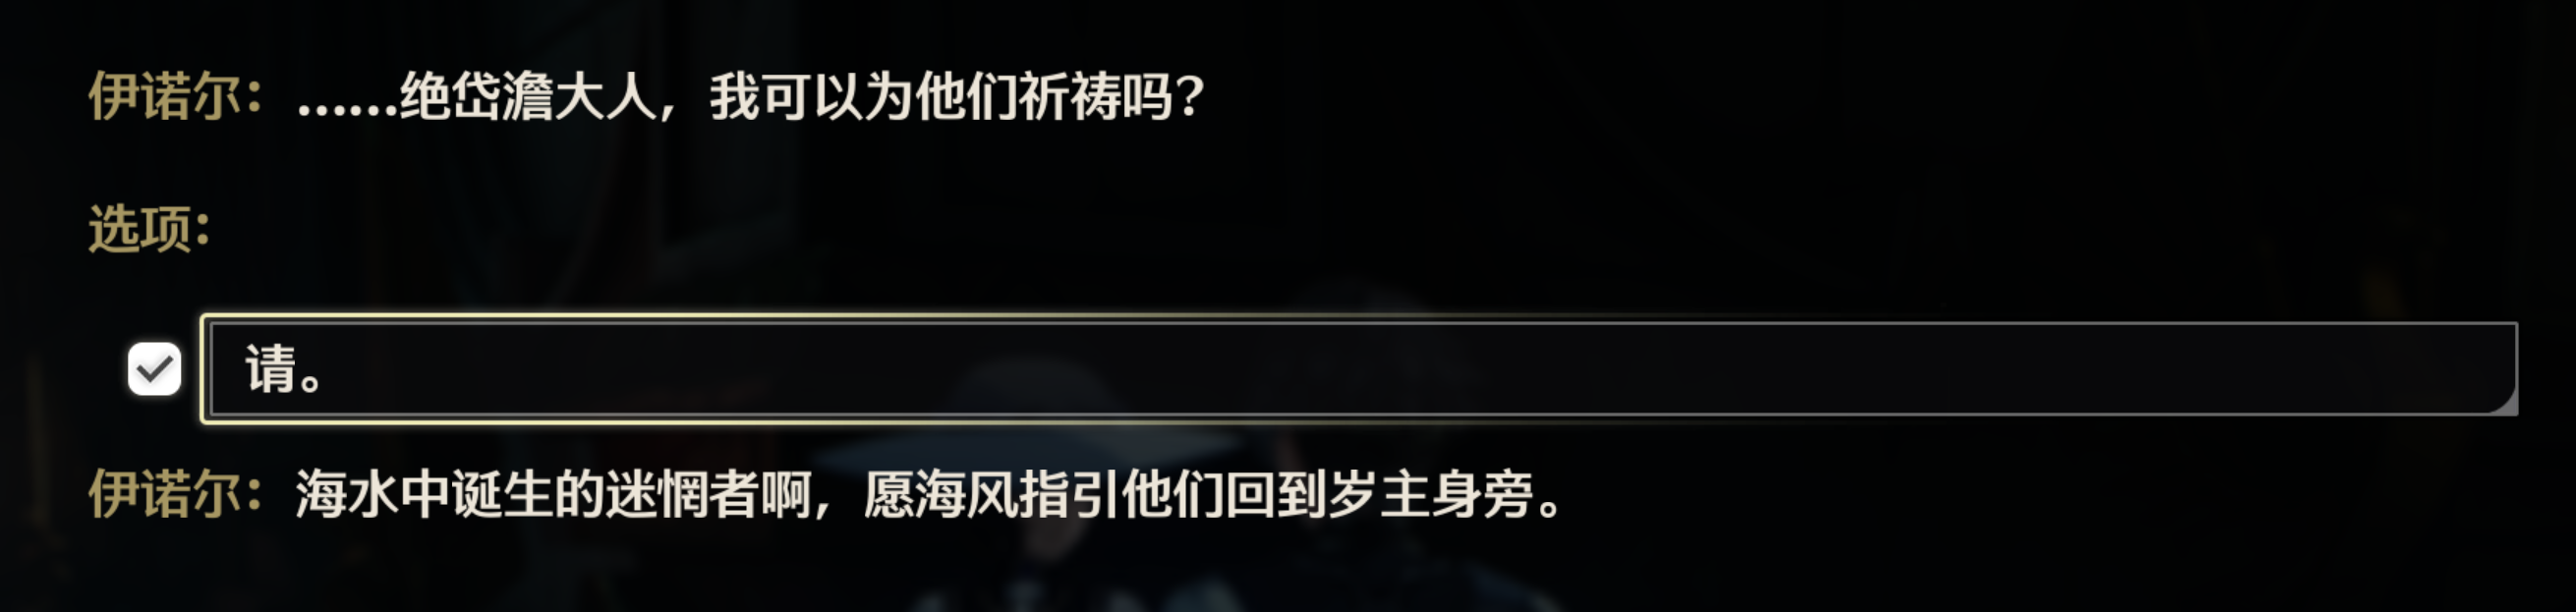 伊诺尔：……绝岱澹大人，我可以为他们祈祷吗？
选项：
请。
伊诺尔：海水中诞生的迷惘者啊，愿海风指引他们回到岁主身旁。